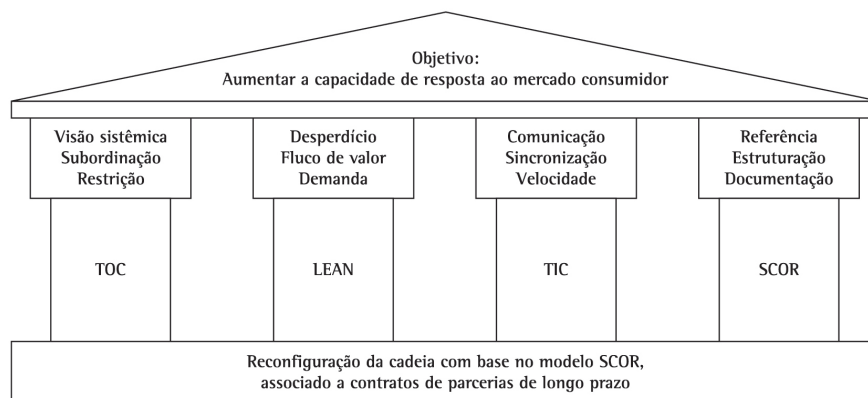 Objetivo:
Aumentar a capacidade de resposta ao mercado consumidor
Visão sistêmica
Subordinação
Restrição
Desperdício
Fluco de valor
Demanda
Comunicação
Sincronização
Velocidade
Referência
Estruturação
Documentação
TOC
LEAN
TIC
SCOR
Reconfiguração da cadeia com base no modelo SCOR,
associado a contratos de parcerias de longo prazo